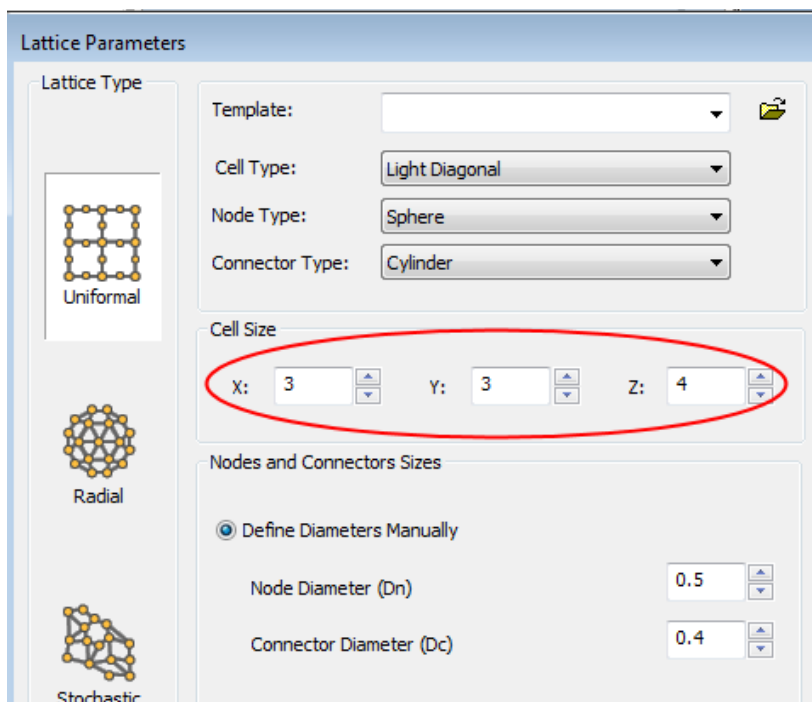 Lattice Parameters
Lattice Type
Template:
Cell Type: Light Diagonal
Node Type: Sphere
Connector Type: Cylinder
Uniformal
Cell Size
X: 3 Y: 3 Z: 4
Radial
Nodes and Connectors Sizes
Define Diameters Manually
Node Diameter (Dn) 0.5
Connector Diameter (Dc) 0.4
Stochastic